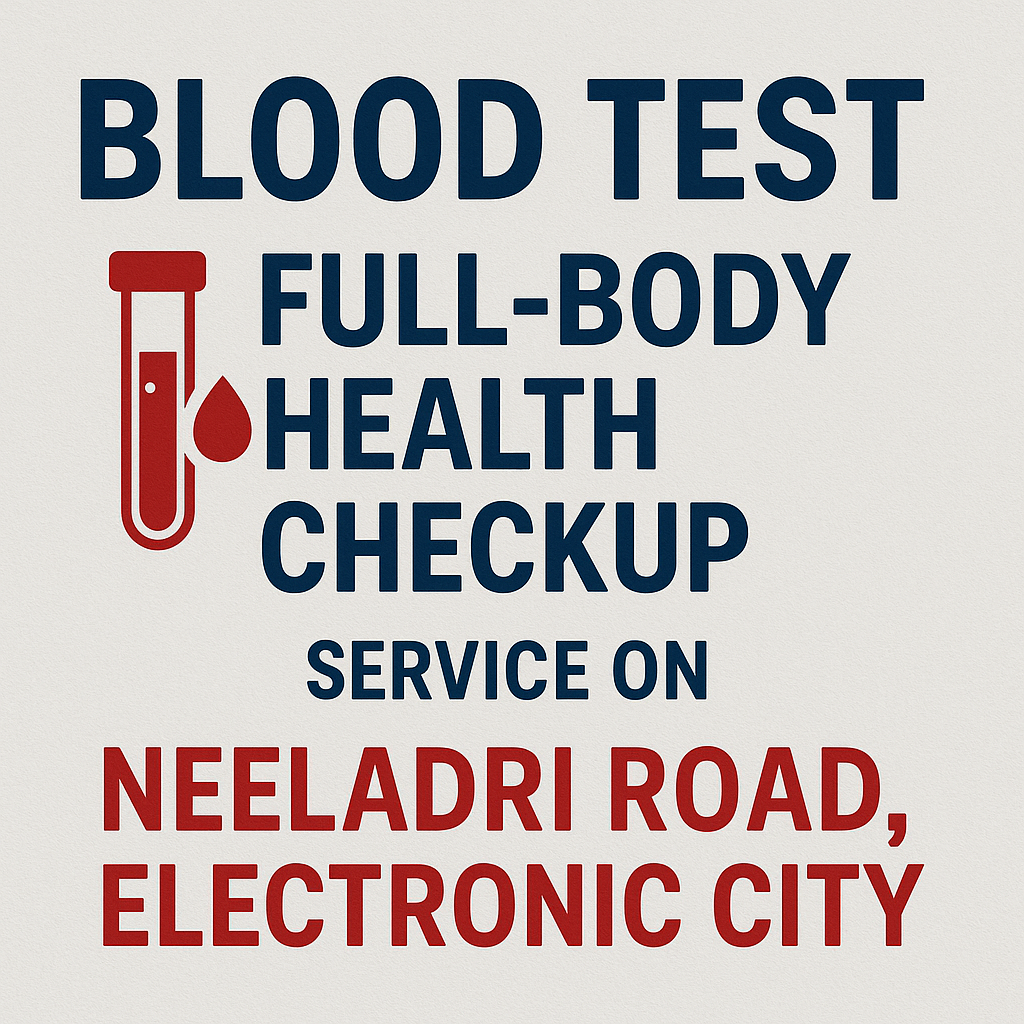 BLOOD TEST
FULL-BODY
HEALTH
CHECKUP
SERVICE ON
NEELADRI ROAD,
ELECTRONIC CITY